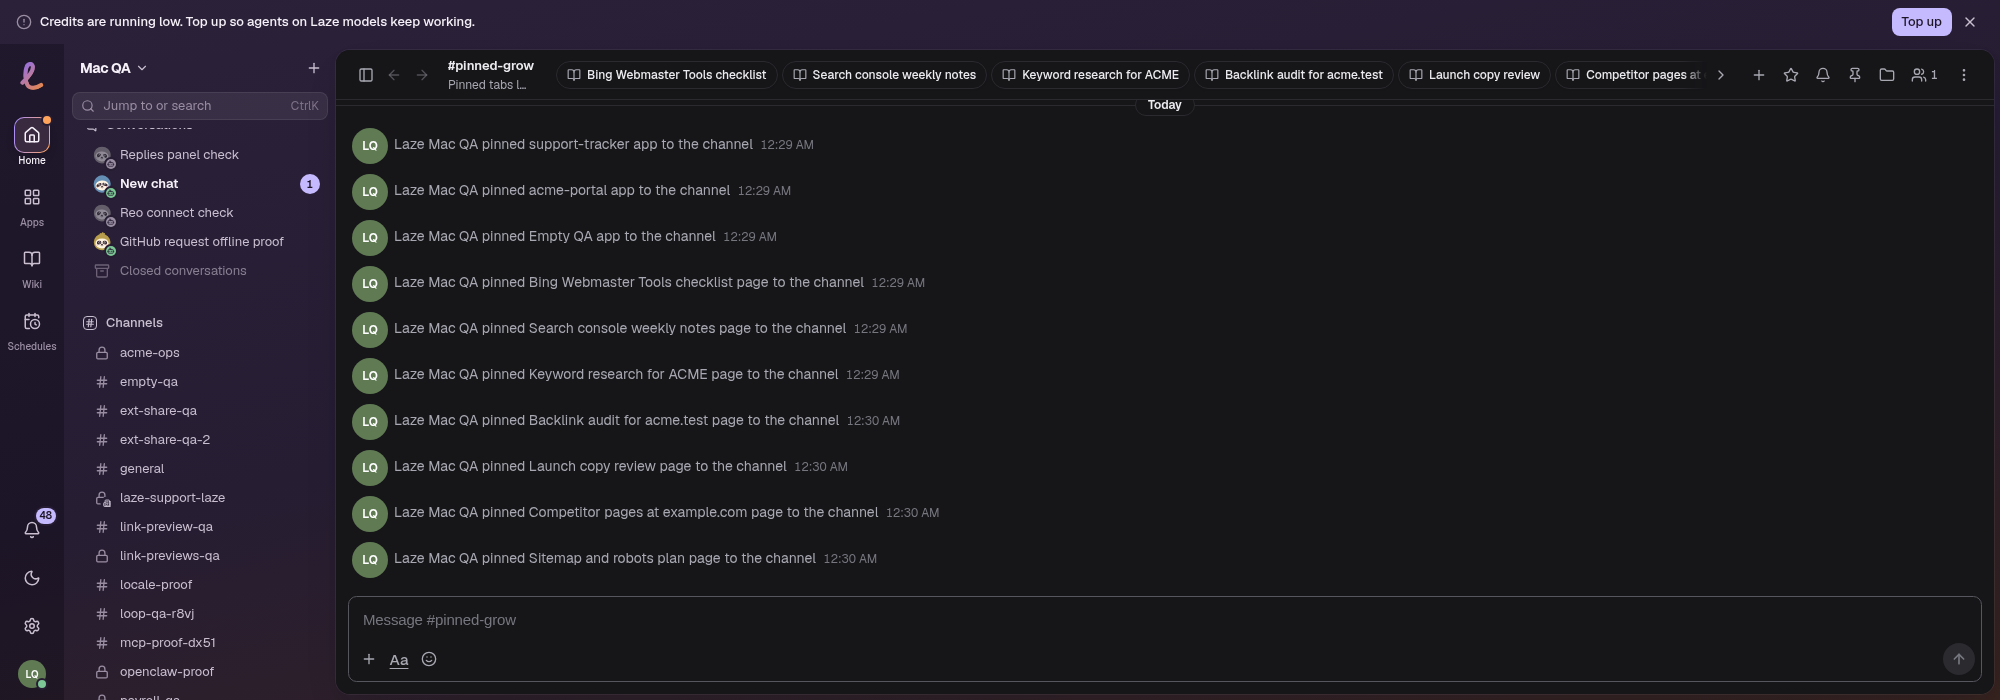 Credits are running low. Top up so agents on Laze models keep working.
Top up
Mac QA
Jump to or search
CtrlK
Home
Apps
Wiki
Schedules
48
LQ
Conversations
Replies panel check
New chat
1
Reo connect check
GitHub request offline proof
Closed conversations
Channels
acme-ops
empty-qa
ext-share-qa
ext-share-qa-2
general
laze-support-laze
link-preview-qa
link-previews-qa
locale-proof
loop-qa-r8vj
mcp-proof-dx51
openclaw-proof
#pinned-grow
Pinned tabs l…
Bing Webmaster Tools checklist
Search console weekly notes
Keyword research for ACME
Backlink audit for acme.test
Launch copy review
Competitor pages at
1
Today
LQ Laze Mac QA pinned support-tracker app to the channel 12:29 AM
LQ Laze Mac QA pinned acme-portal app to the channel 12:29 AM
LQ Laze Mac QA pinned Empty QA app to the channel 12:29 AM
LQ Laze Mac QA pinned Bing Webmaster Tools checklist page to the channel 12:29 AM
LQ Laze Mac QA pinned Search console weekly notes page to the channel 12:29 AM
LQ Laze Mac QA pinned Keyword research for ACME page to the channel 12:29 AM
LQ Laze Mac QA pinned Backlink audit for acme.test page to the channel 12:30 AM
LQ Laze Mac QA pinned Launch copy review page to the channel 12:30 AM
LQ Laze Mac QA pinned Competitor pages at example.com page to the channel 12:30 AM
LQ Laze Mac QA pinned Sitemap and robots plan page to the channel 12:30 AM
Message #pinned-grow
Aa